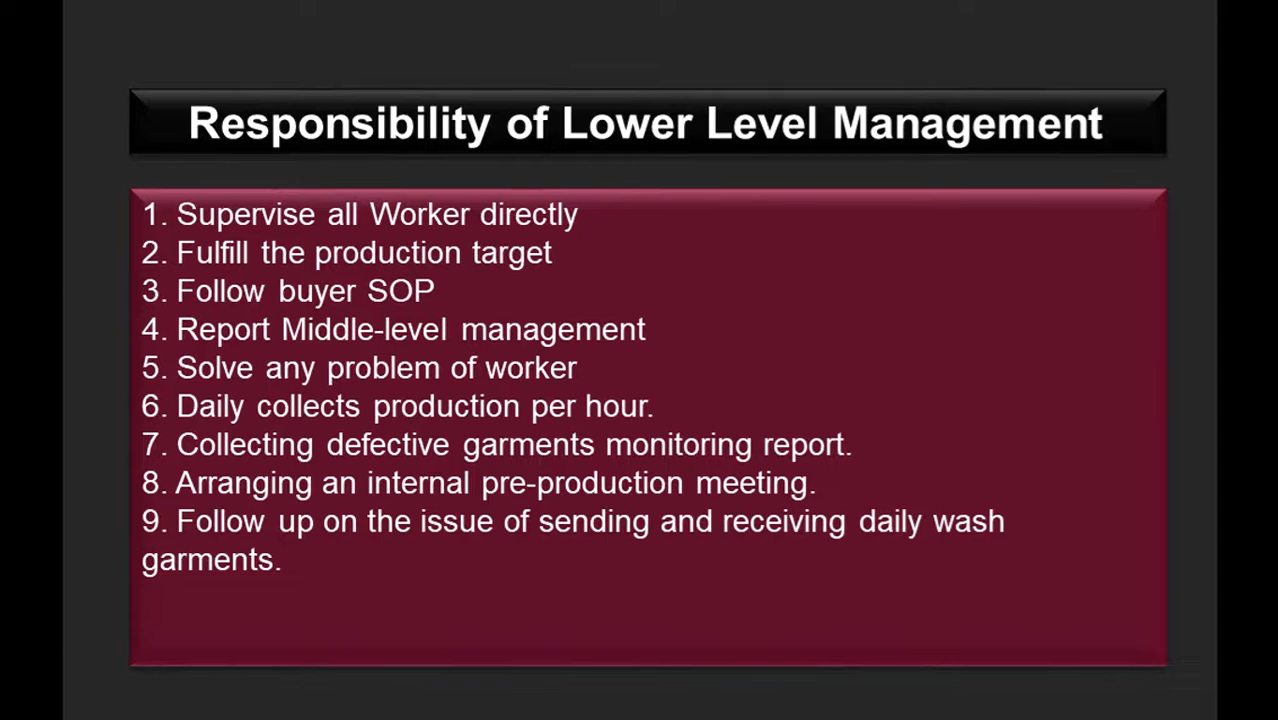 Responsibility of Lower Level Management
1. Supervise all Worker directly
2. Fulfill the production target
3. Follow buyer SOP
4. Report Middle-level management
5. Solve any problem of worker
6. Daily collects production per hour.
7. Collecting defective garments monitoring report.
8. Arranging an internal pre-production meeting.
9. Follow up on the issue of sending and receiving daily wash
garments.